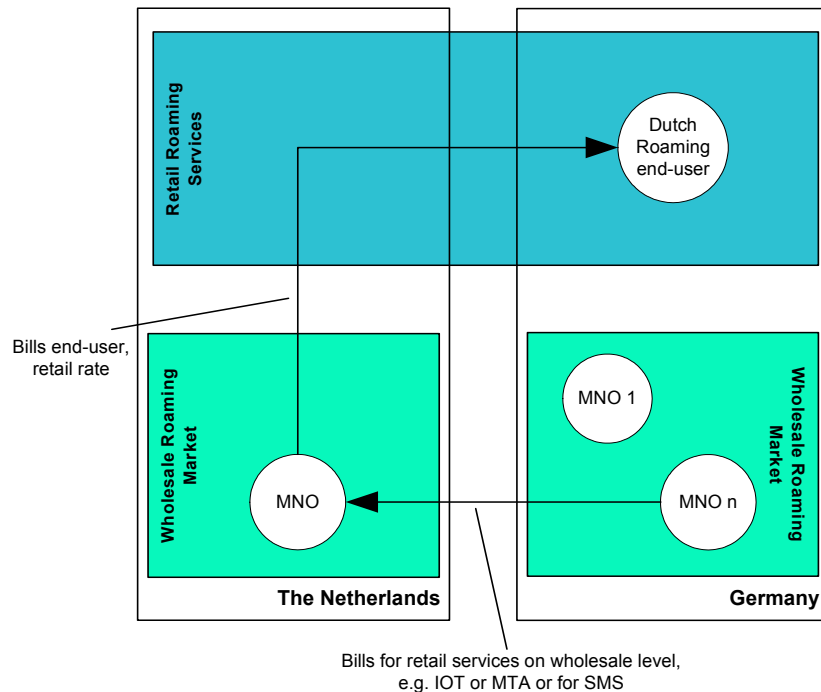 Retail Roaming
Services
Dutch
Roaming
end-user
Bills end-user,
retail rate
Wholesale Roaming
Market
MNO
MNO 1
MNO n
Wholesale Roaming
Market
The Netherlands
Germany
Bills for retail services on wholesale level,
e.g. IOT or MTA or for SMS